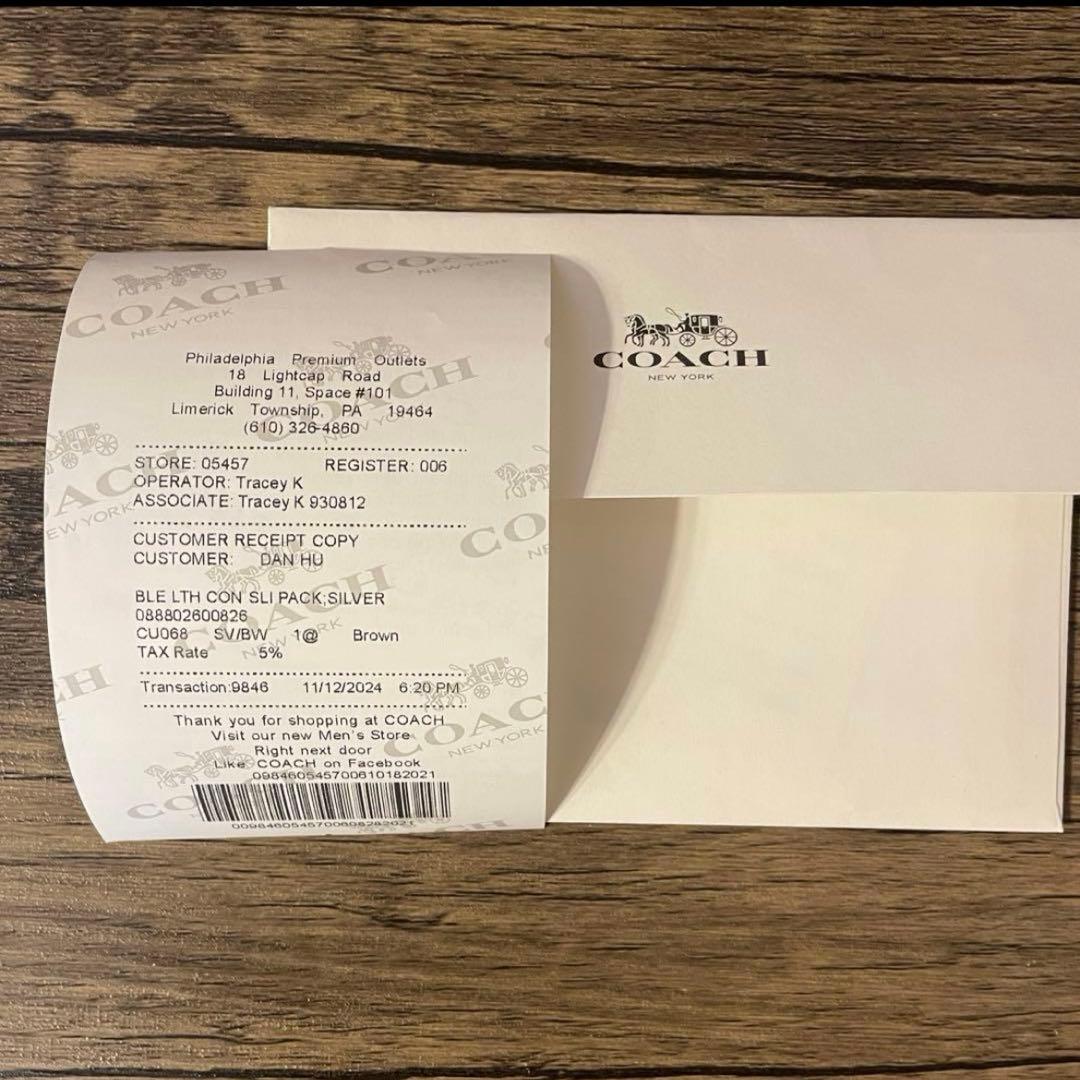 COACH
NEW YORK
Philadelphia Premium Outlets
18 Lightcap Road
Building 11, Space #101
Limerick Township, PA 19464
(610) 326-4860
STORE: 05457 REGISTER: 006
OPERATOR: Tracey K
ASSOCIATE: Tracey K 930812
CUSTOMER RECEIPT COPY
CUSTOMER: DAN HU
BLE LTH CON SLI PACK;SILVER
088802600826
CU068 SV/BW 1@ Brown
TAX Rate 5%
Transaction:9846 11/12/2024 6:20 PM
Thank you for shopping at COACH
Visit our new Men's Store
Right next door
Like COACH on Facebook
098460545700610182021
COACH
NEW YORK